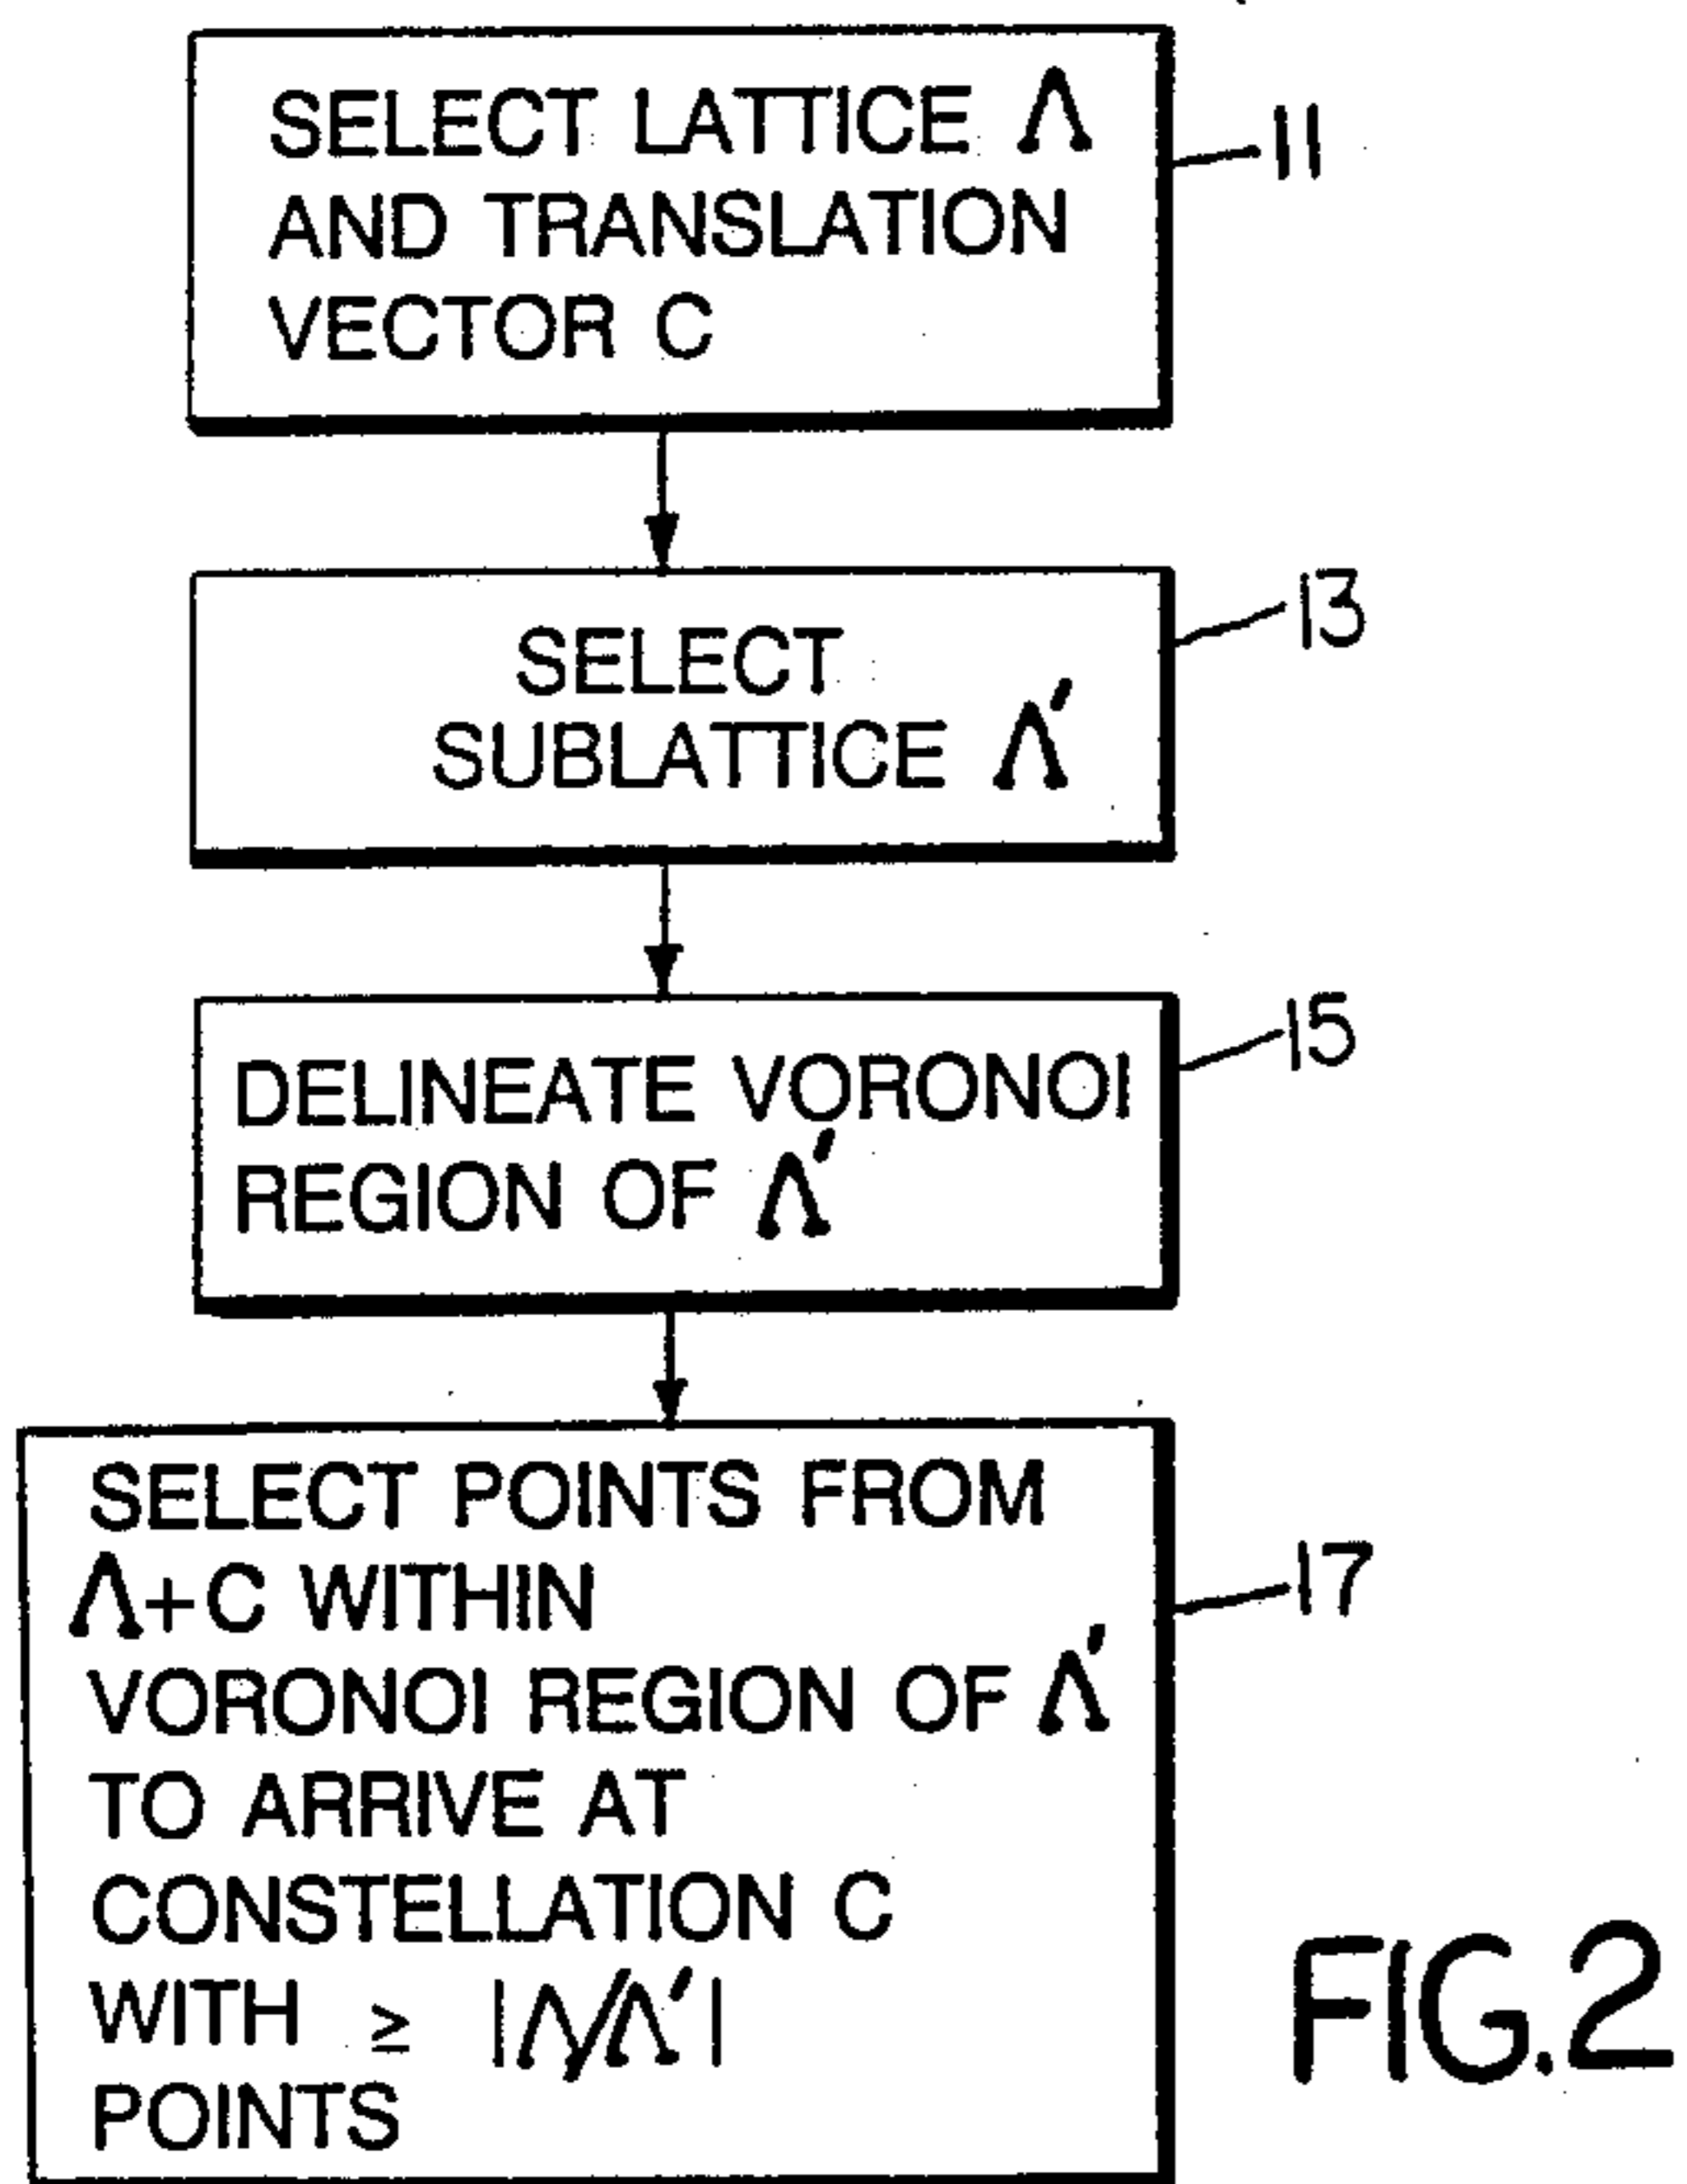 SELECT LATTICE Λ
AND TRANSLATION
VECTOR C
11
SELECT
SUBLATTICE Λ′
13
DELINEATE VORONOI
REGION OF Λ′
15
SELECT POINTS FROM
Λ+C WITHIN
VORONOI REGION OF Λ′
TO ARRIVE AT
CONSTELLATION C
WITH ≥ |Λ/Λ′|
POINTS
17
FIG.2